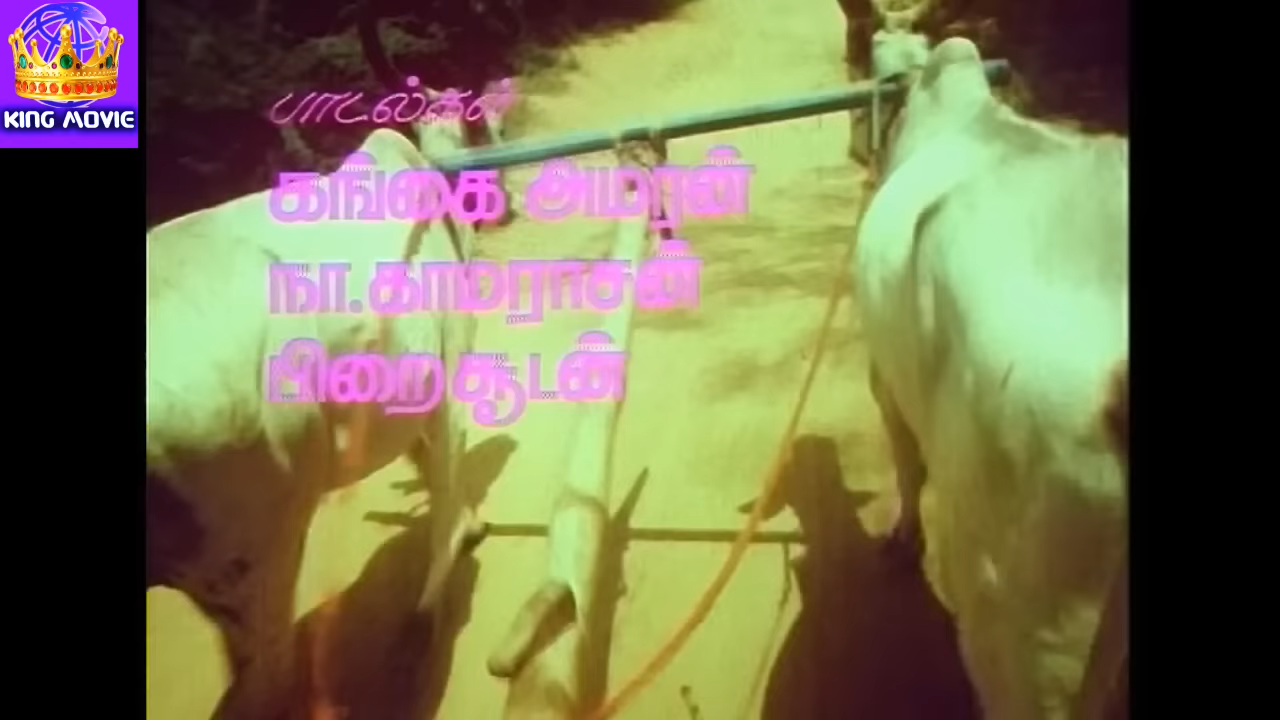 KING MOVIE
பாடல்கள்
கங்கை அமரன்
நா.காமராசன்
பிறைசூடன்